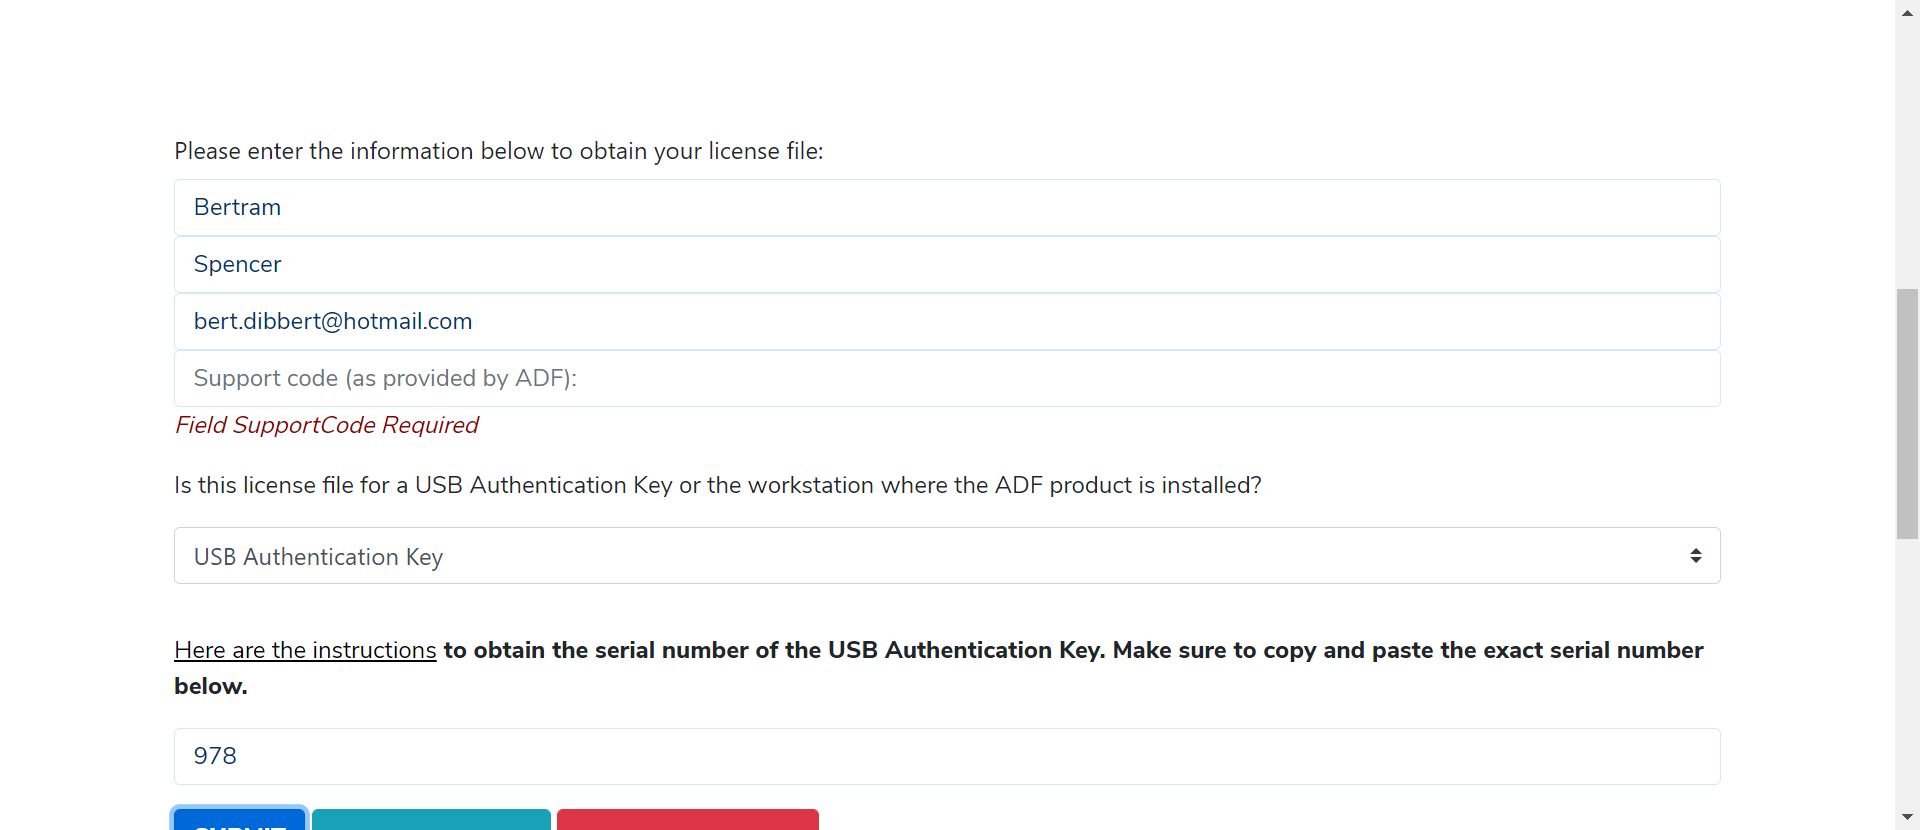 Please enter the information below to obtain your license file:
Bertram
Spencer
bert.dibbert@hotmail.com
Support code (as provided by ADF):
Field SupportCode Required
Is this license file for a USB Authentication Key or the workstation where the ADF product is installed?
USB Authentication Key
Here are the instructions to obtain the serial number of the USB Authentication Key. Make sure to copy and paste the exact serial number
below.
978